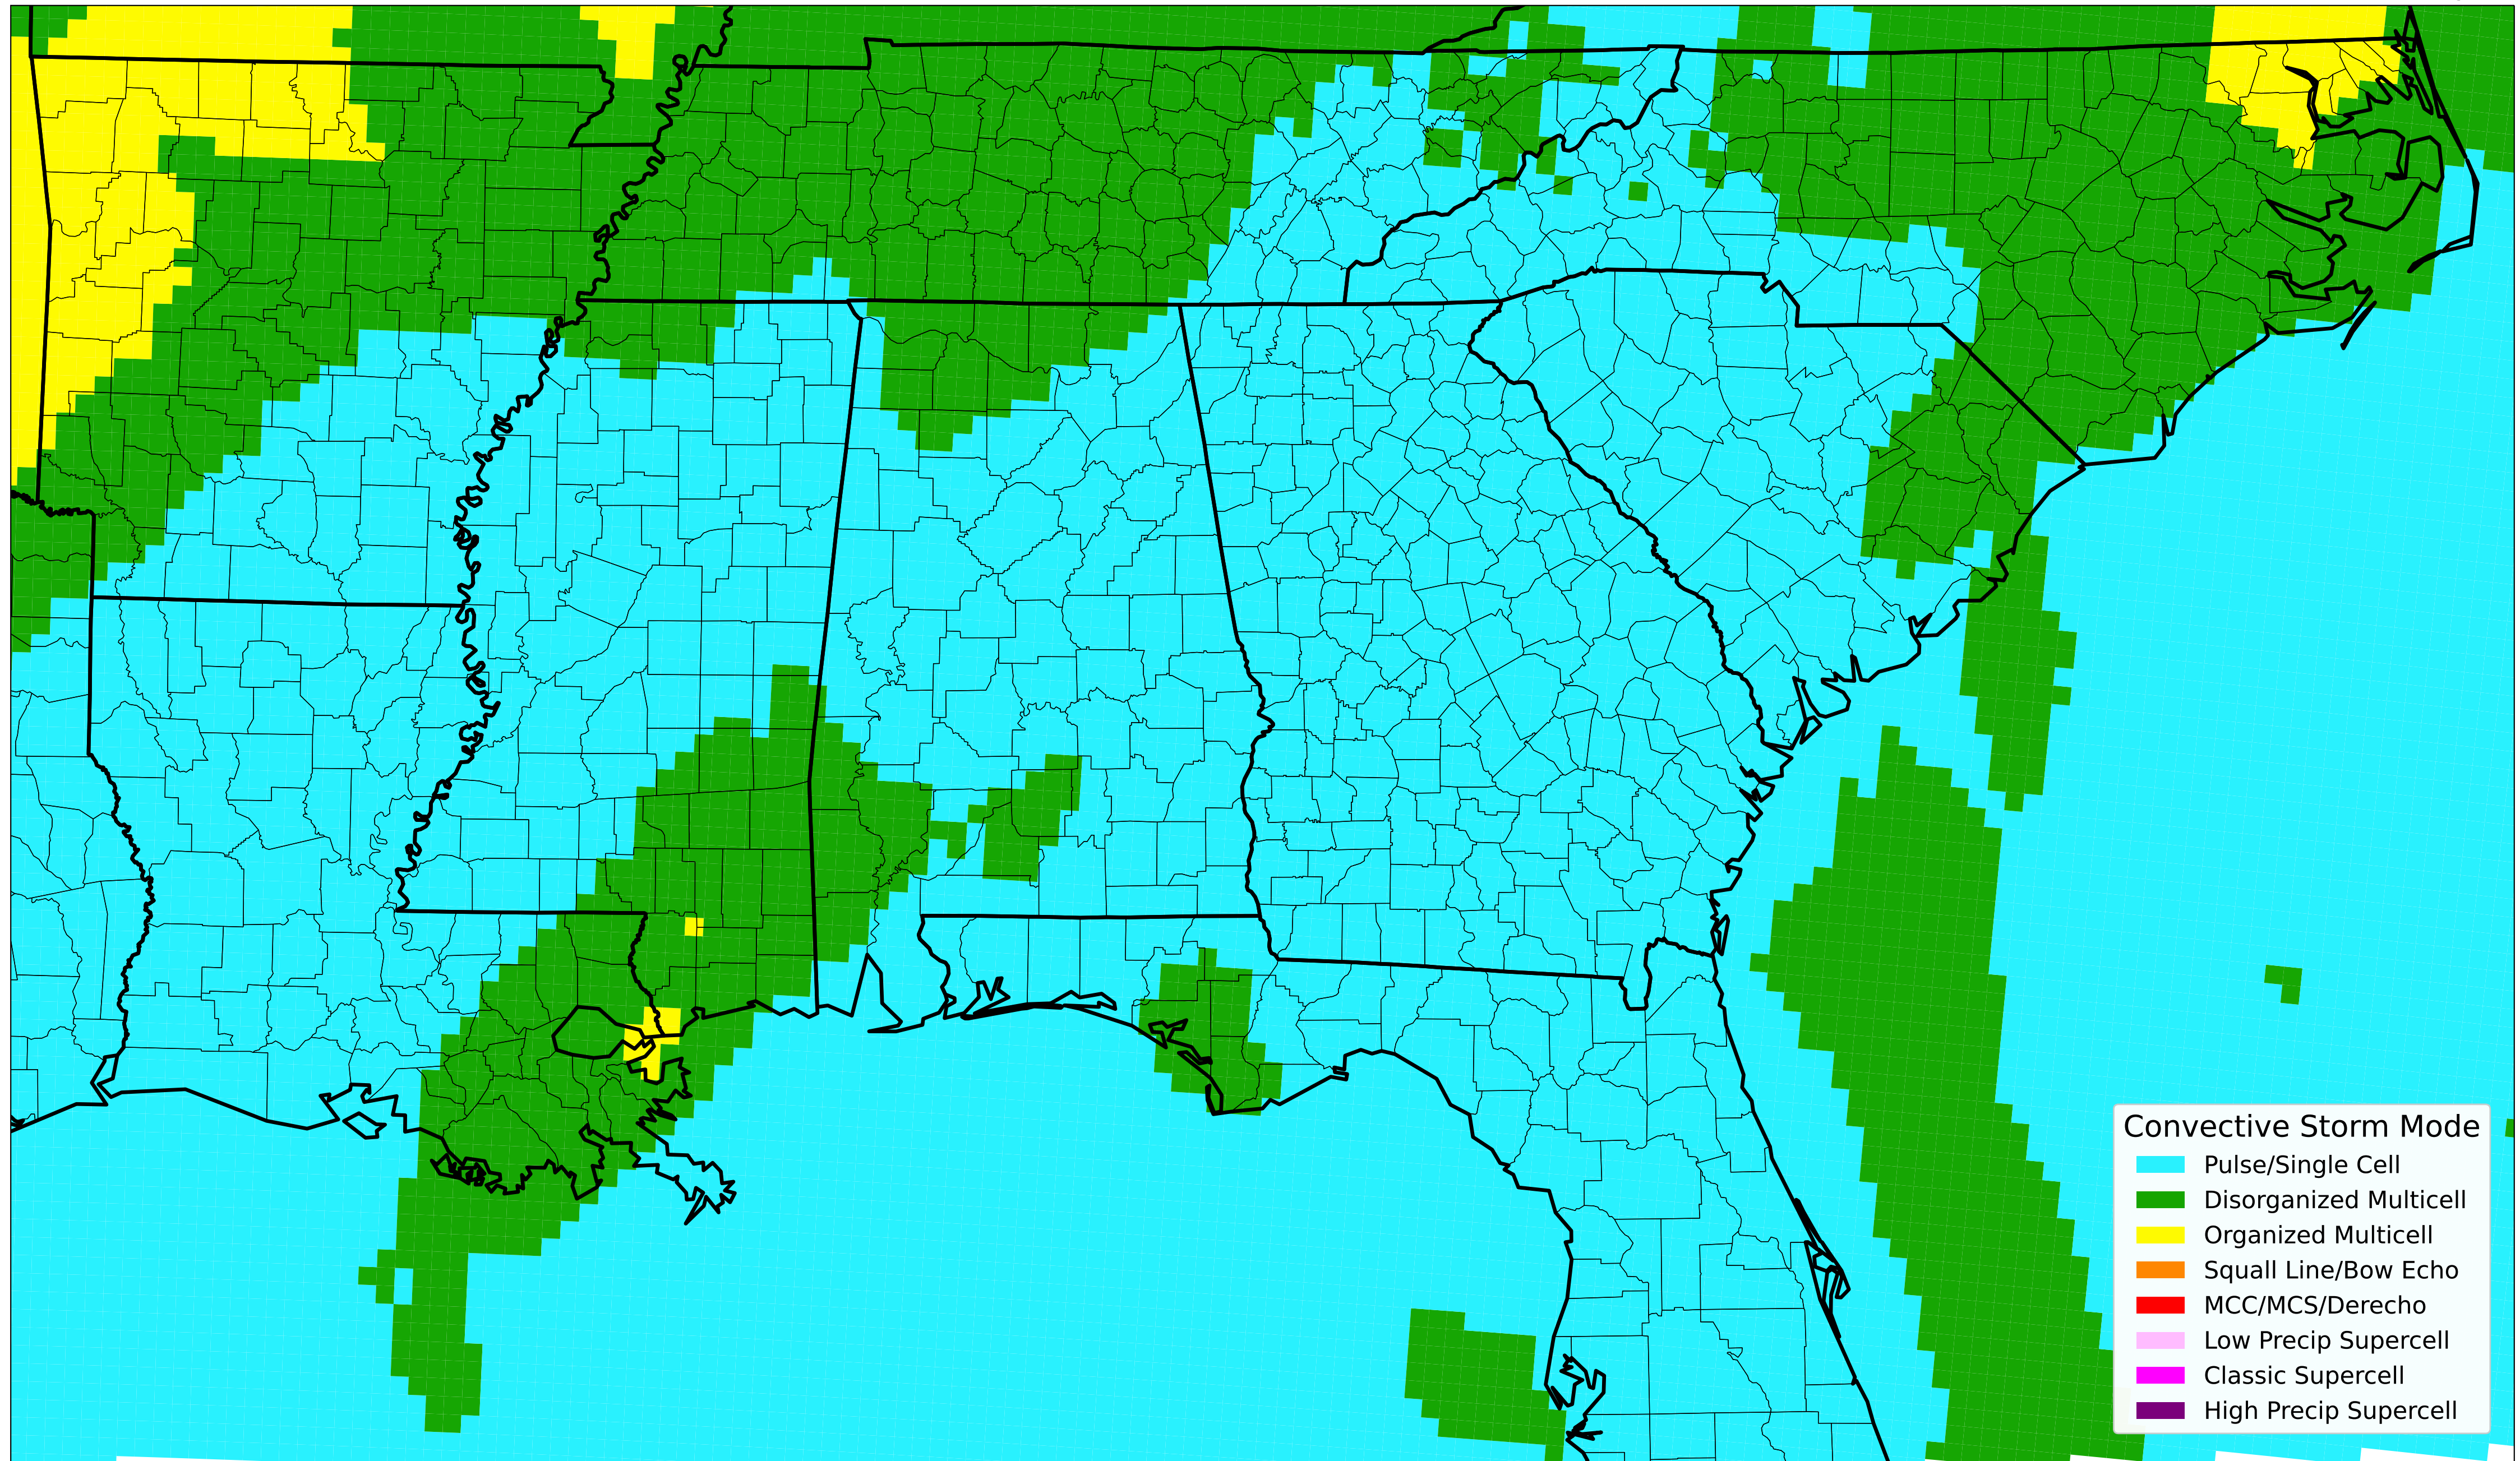 Convective Storm Mode
Pulse/Single Cell
Disorganized Multicell
Organized Multicell
Squall Line/Bow Echo
MCC/MCS/Derecho
Low Precip Supercell
Classic Supercell
High Precip Supercell